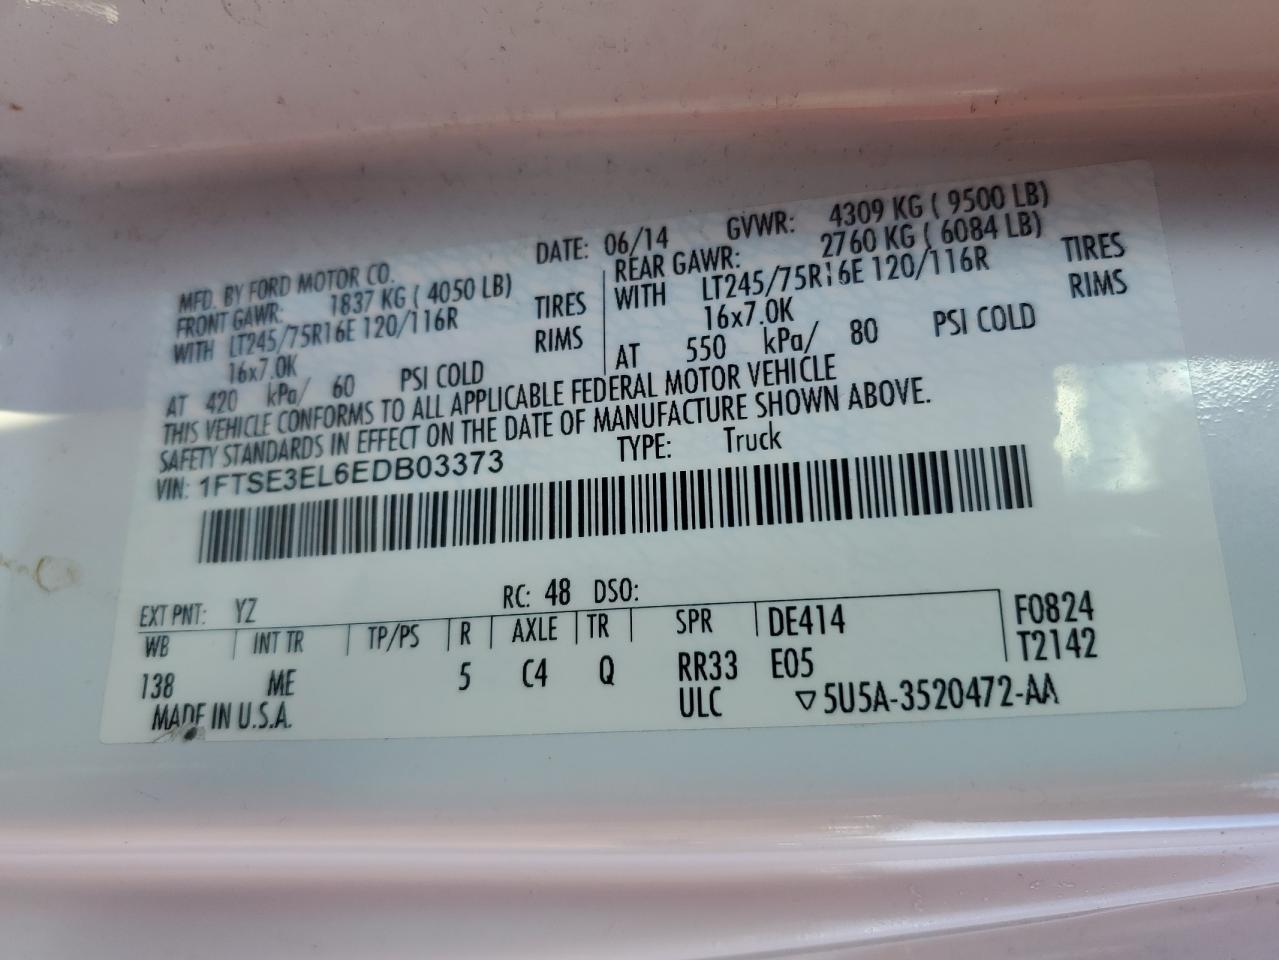 MFD. BY FORD MOTOR CO. DATE: 06/14 GVWR: 4309 KG ( 9500 LB)
FRONT GAWR: 1837 KG ( 4050 LB)
WITH LT245/75R16E 120/116R TIRES
16x7.0K RIMS
AT 420 kPa/ 60 PSI COLD
REAR GAWR: 2760 KG ( 6084 LB)
WITH LT245/75R16E 120/116R TIRES
16x7.0K RIMS
AT 550 kPa/ 80 PSI COLD
THIS VEHICLE CONFORMS TO ALL APPLICABLE FEDERAL MOTOR VEHICLE
SAFETY STANDARDS IN EFFECT ON THE DATE OF MANUFACTURE SHOWN ABOVE.
VIN: 1FTSE3EL6EDB03373 TYPE: Truck
EXT PNT: YZ RC: 48 DSO:
WB INT TR TP/PS R AXLE TR SPR DE414 F0824
T2142
138 ME 5 C4 Q RR33 E05
MADE IN U.S.A. ULC ▽5U5A-3520472-AA